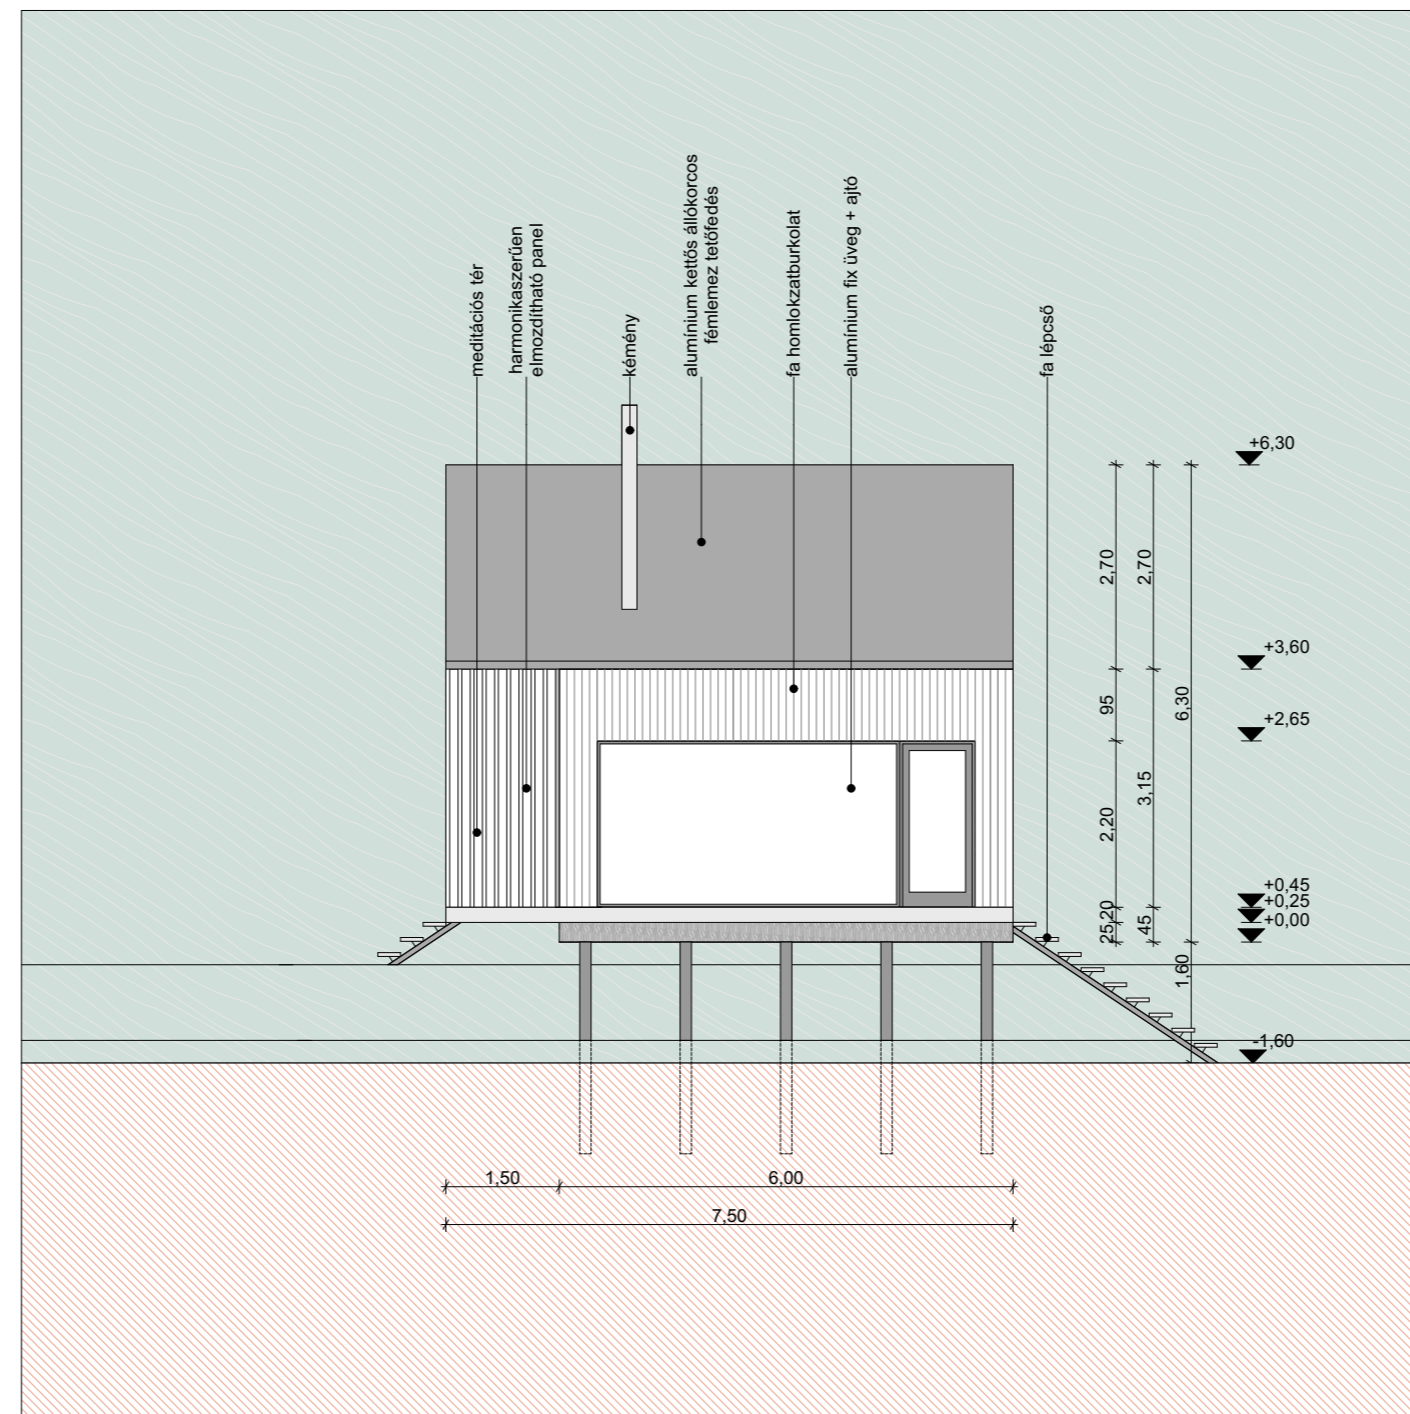 meditációs tér
harmonikaszerűen
elmozdítható panel
kémény
alumínium kettős állókorcos
fémlemez tetőfedés
fa homlokzatburkolat
alumínium fix üveg + ajtó
fa lépcső
+6,30
+3,60
+2,65
+0,45
+0,25
+0,00
-1,60
2,70
95
2,20
20
25
2,70
3,15
45
6,30
1,60
1,50
6,00
7,50